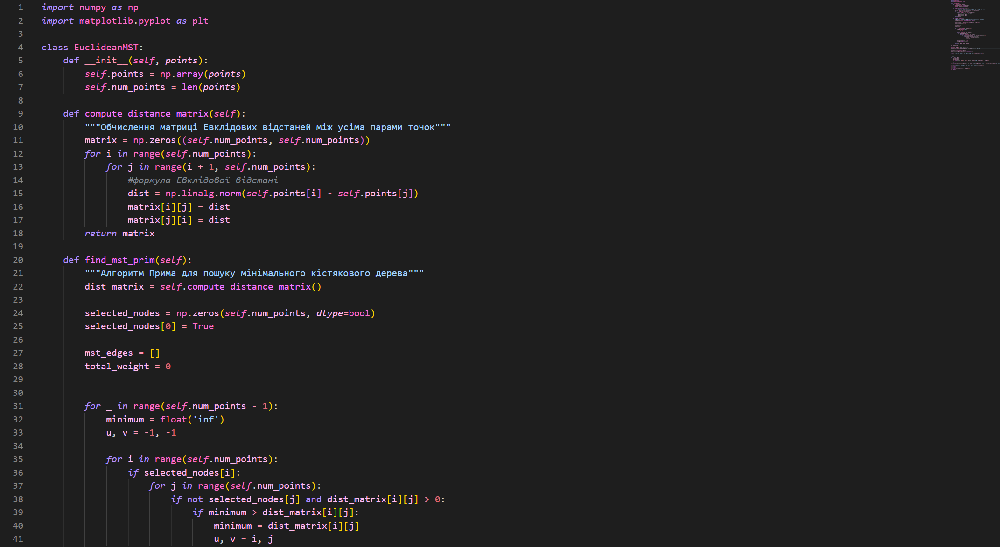 1 import numpy as np
2 import matplotlib.pyplot as plt
3
4 class EuclideanMST:
5     def __init__(self, points):
6         self.points = np.array(points)
7         self.num_points = len(points)
8
9     def compute_distance_matrix(self):
10         """Обчислення матриці Евклідових відстаней між усіма парами точок"""
11         matrix = np.zeros((self.num_points, self.num_points))
12         for i in range(self.num_points):
13             for j in range(i + 1, self.num_points):
14                 #формула Евклідової відстані
15                 dist = np.linalg.norm(self.points[i] - self.points[j])
16                 matrix[i][j] = dist
17                 matrix[j][i] = dist
18         return matrix
19
20     def find_mst_prim(self):
21         """Алгоритм Прима для пошуку мінімального кістякового дерева"""
22         dist_matrix = self.compute_distance_matrix()
23
24         selected_nodes = np.zeros(self.num_points, dtype=bool)
25         selected_nodes[0] = True
26
27         mst_edges = []
28         total_weight = 0
29
30
31         for _ in range(self.num_points - 1):
32             minimum = float('inf')
33             u, v = -1, -1
34
35             for i in range(self.num_points):
36                 if selected_nodes[i]:
37                     for j in range(self.num_points):
38                         if not selected_nodes[j] and dist_matrix[i][j] > 0:
39                             if minimum > dist_matrix[i][j]:
40                                 minimum = dist_matrix[i][j]
41                                 u, v = i, j